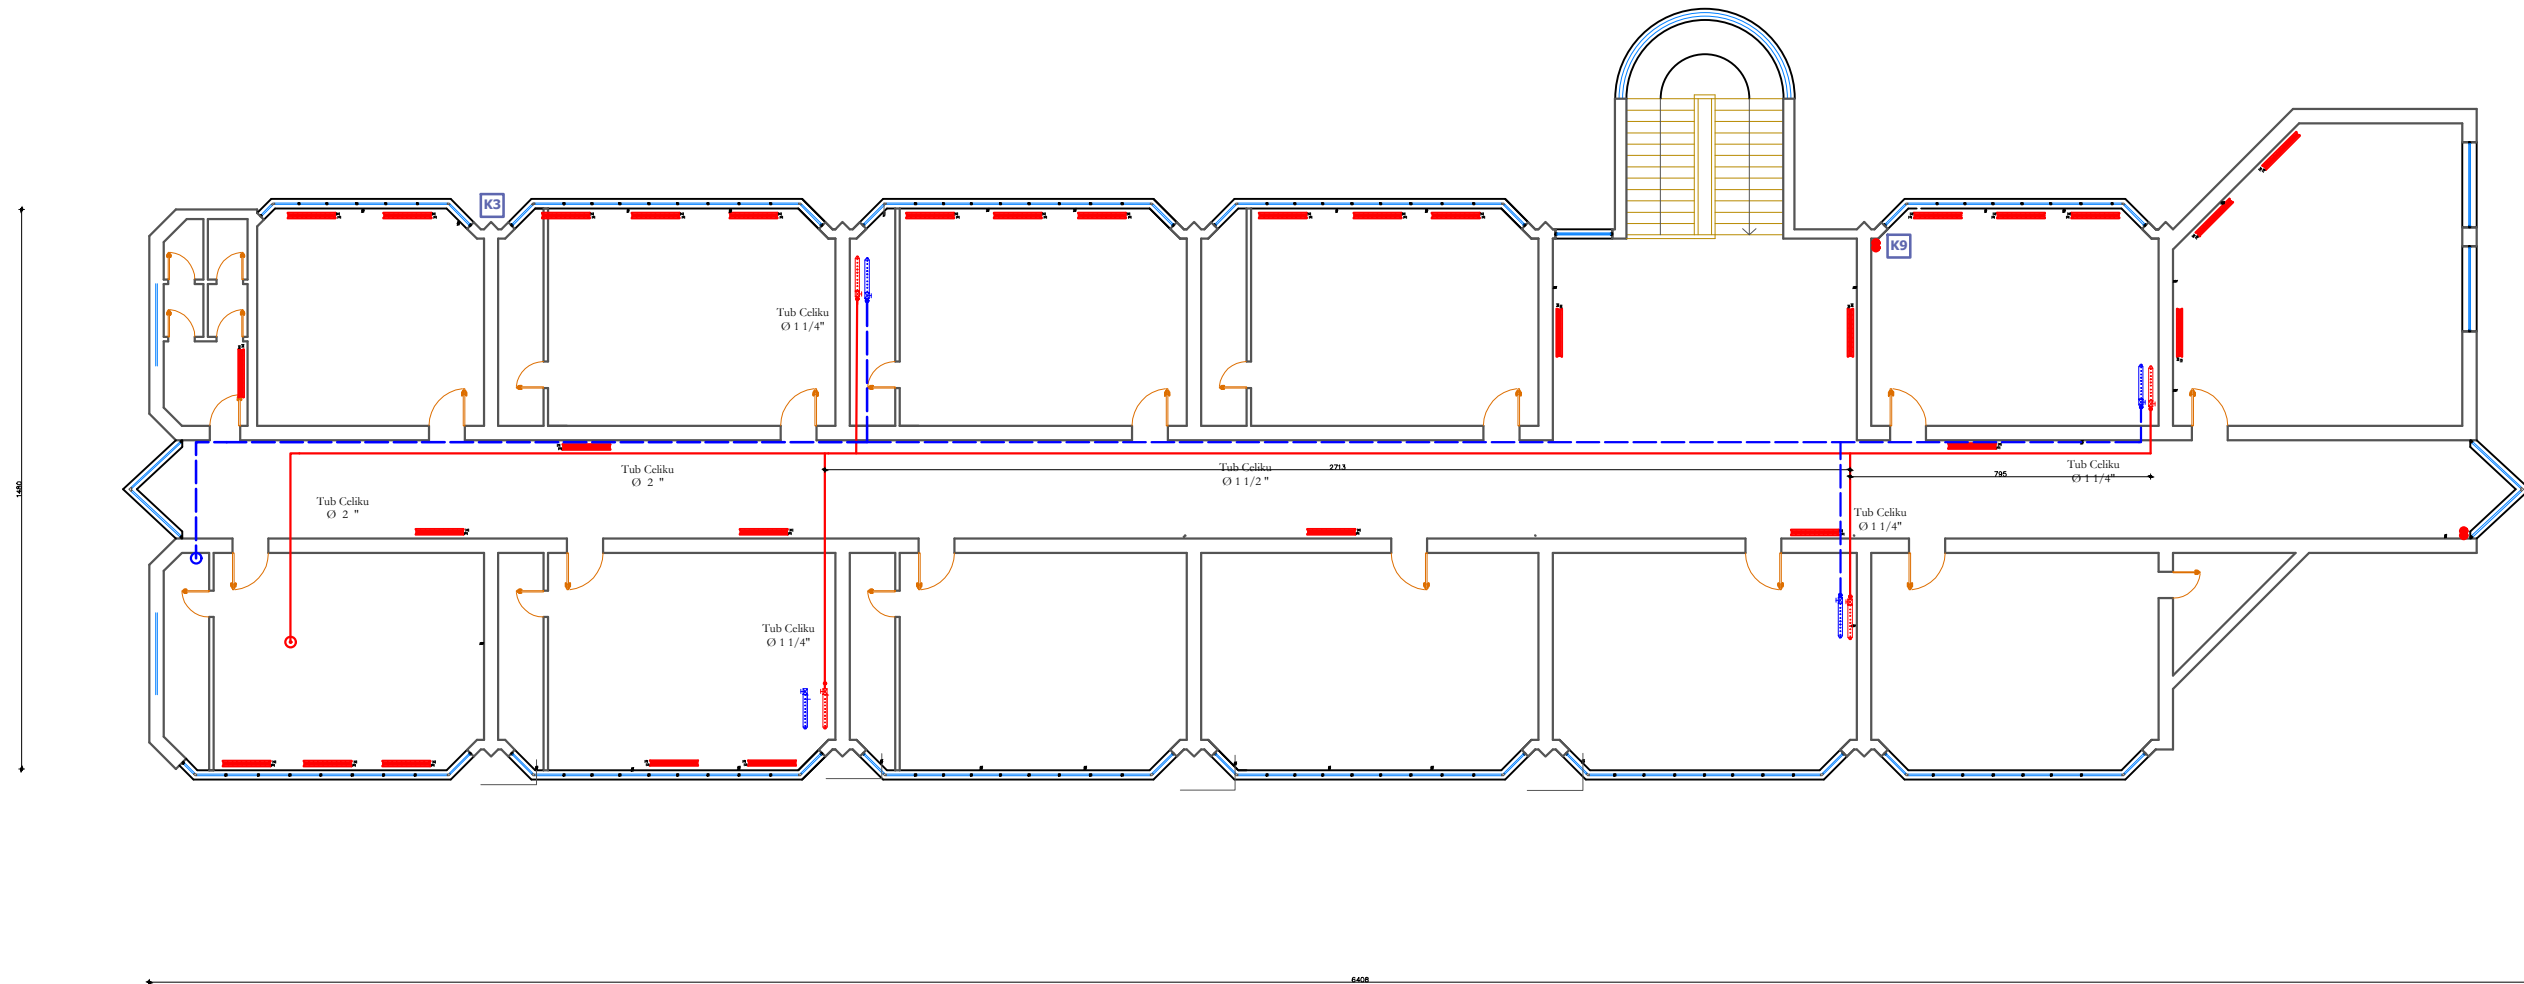 K3
K9
Tub Celiku
Ø 1 1/4"
Tub Celiku
Ø 2 "
Tub Celiku
Ø 1 1/2 "
2713
Tub Celiku
Ø 1 1/4"
795
Tub Celiku
Ø 2 "
Tub Celiku
Ø 1 1/4"
Tub Celiku
Ø 1 1/4"
1480
6408